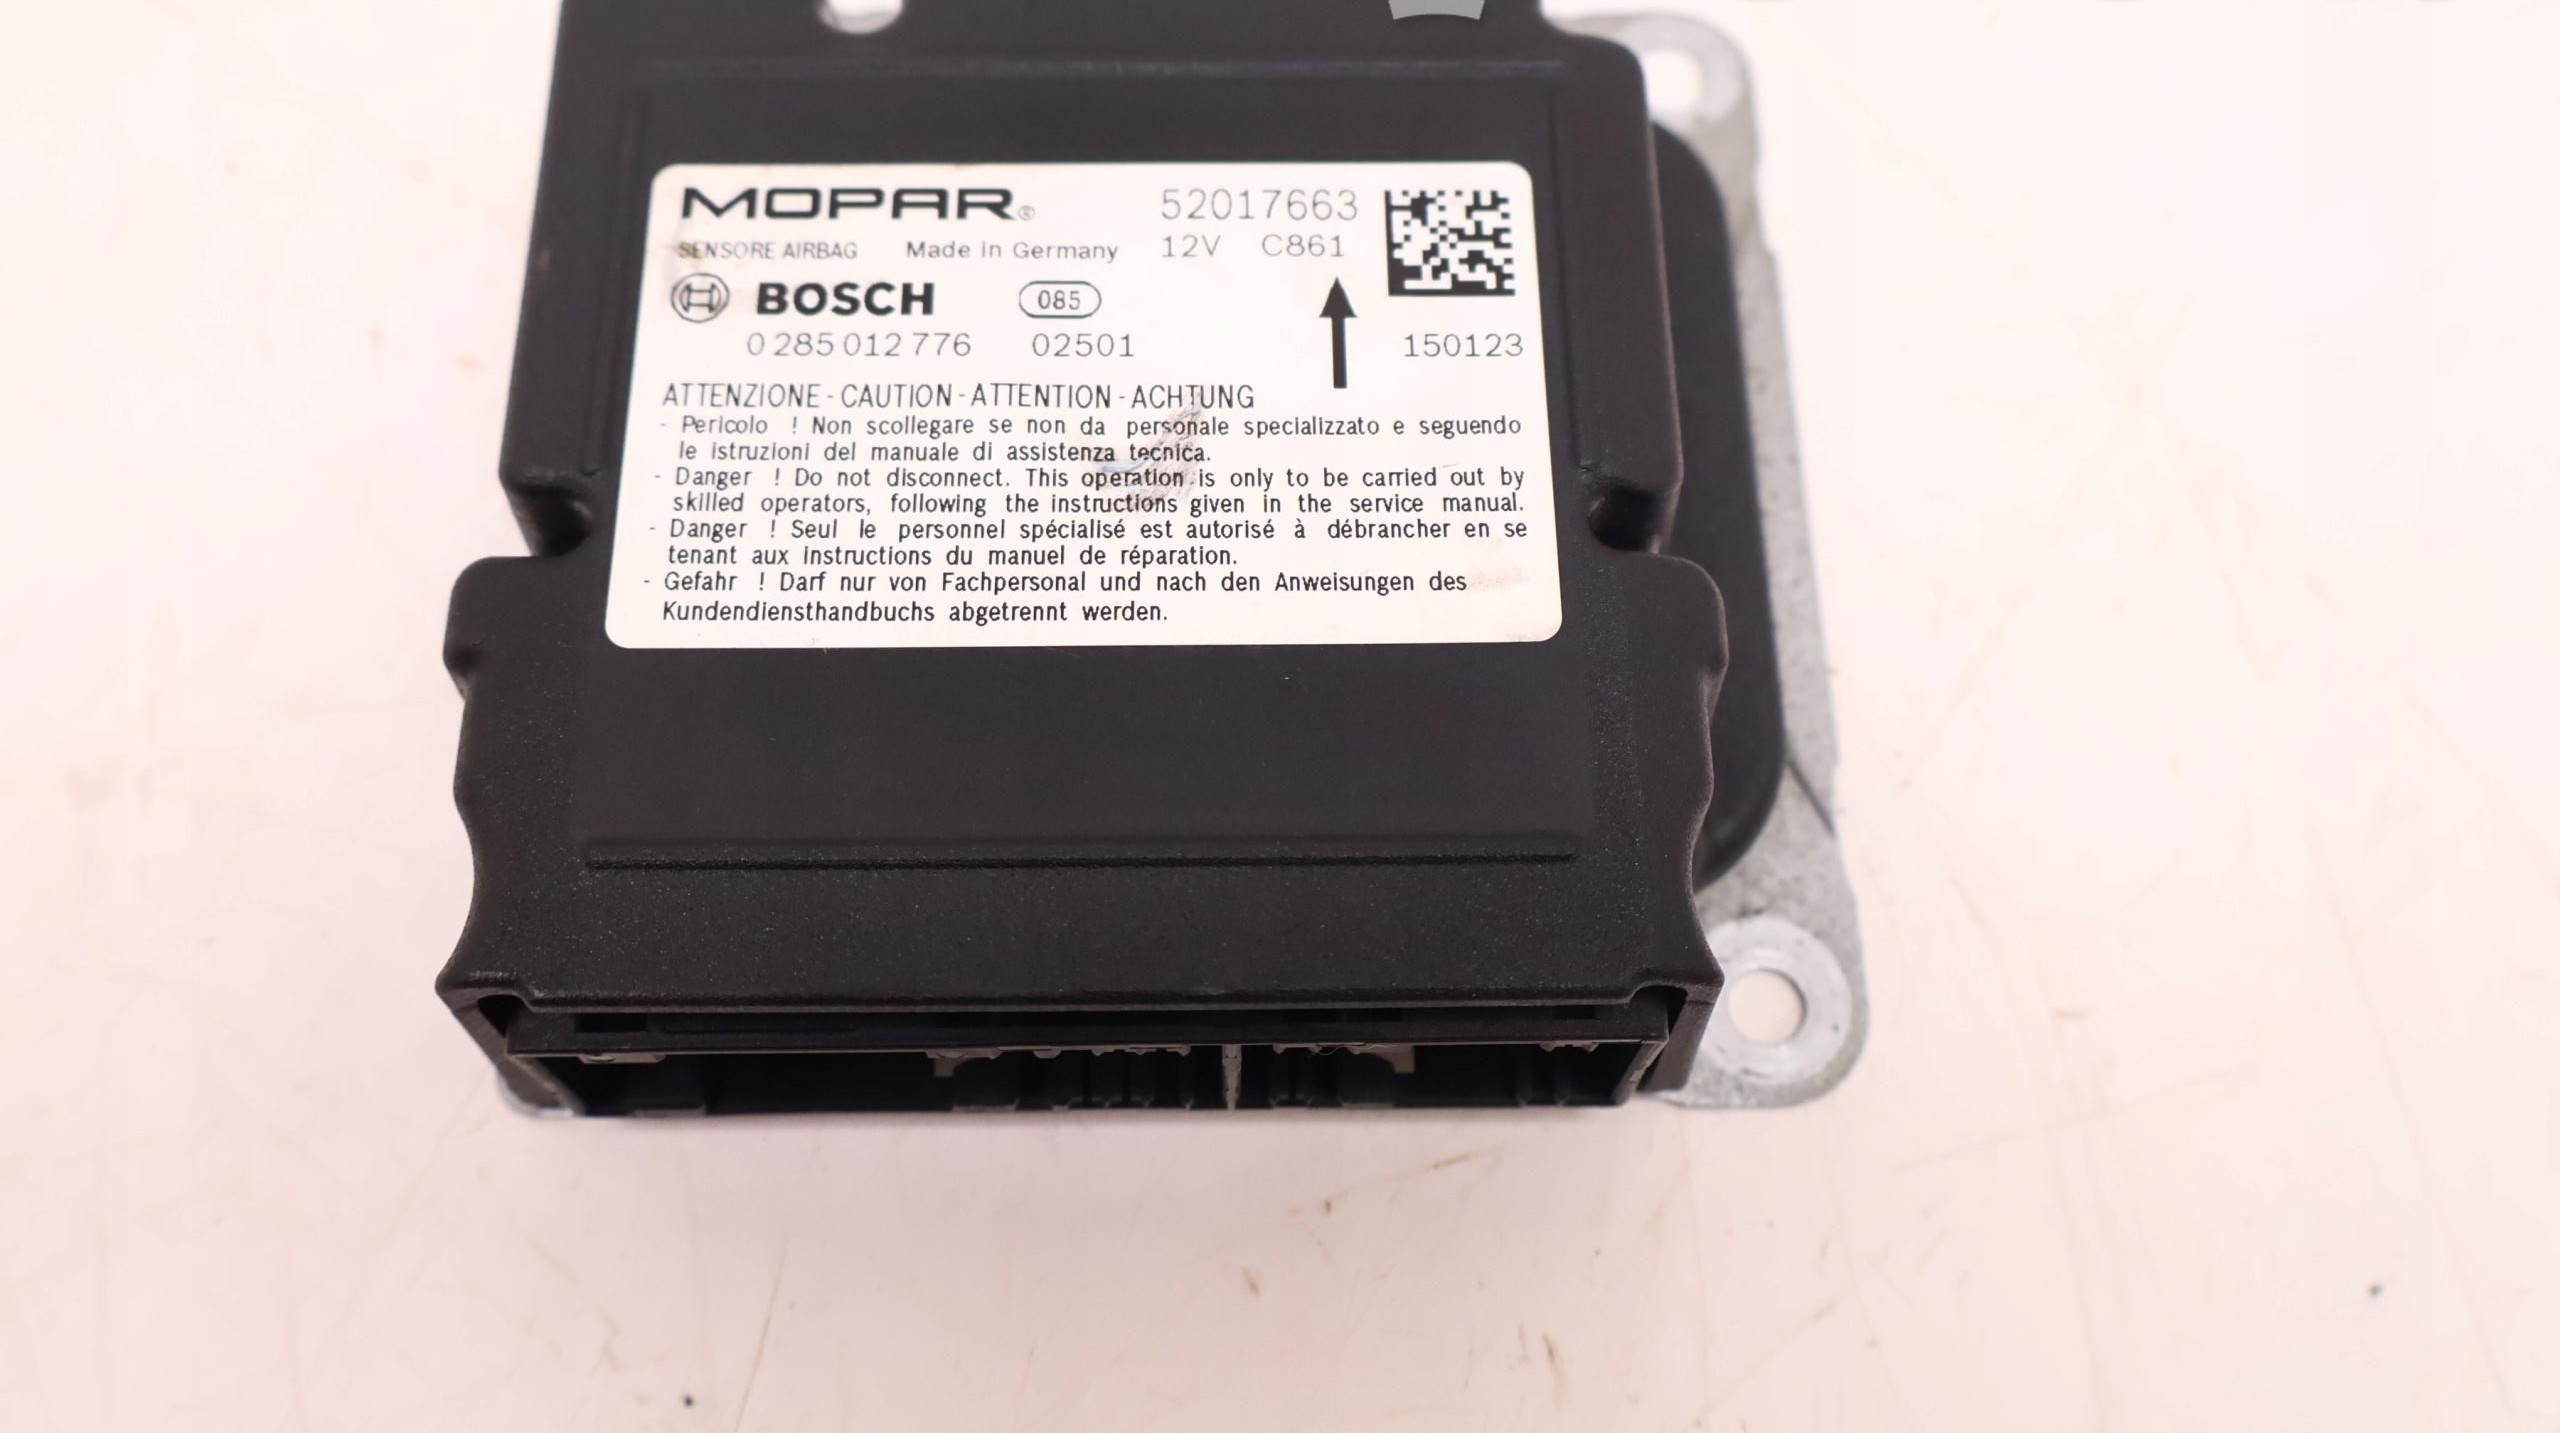 MOPAR® 52017663
SENSORE AIRBAG Made in Germany 12V C861
BOSCH 085
0 285 012 776 02501 150123
ATTENZIONE - CAUTION - ATTENTION - ACHTUNG
- Pericolo ! Non scollegare se non da personale specializzato e seguendo
le istruzioni del manuale di assistenza tecnica.
- Danger ! Do not disconnect. This operation is only to be carried out by
skilled operators, following the instructions given in the service manual.
- Danger ! Seul le personnel spécialisé est autorisé à débrancher en se
tenant aux instructions du manuel de réparation.
- Gefahr ! Darf nur von Fachpersonal und nach den Anweisungen des
Kundendiensthandbuchs abgetrennt werden.